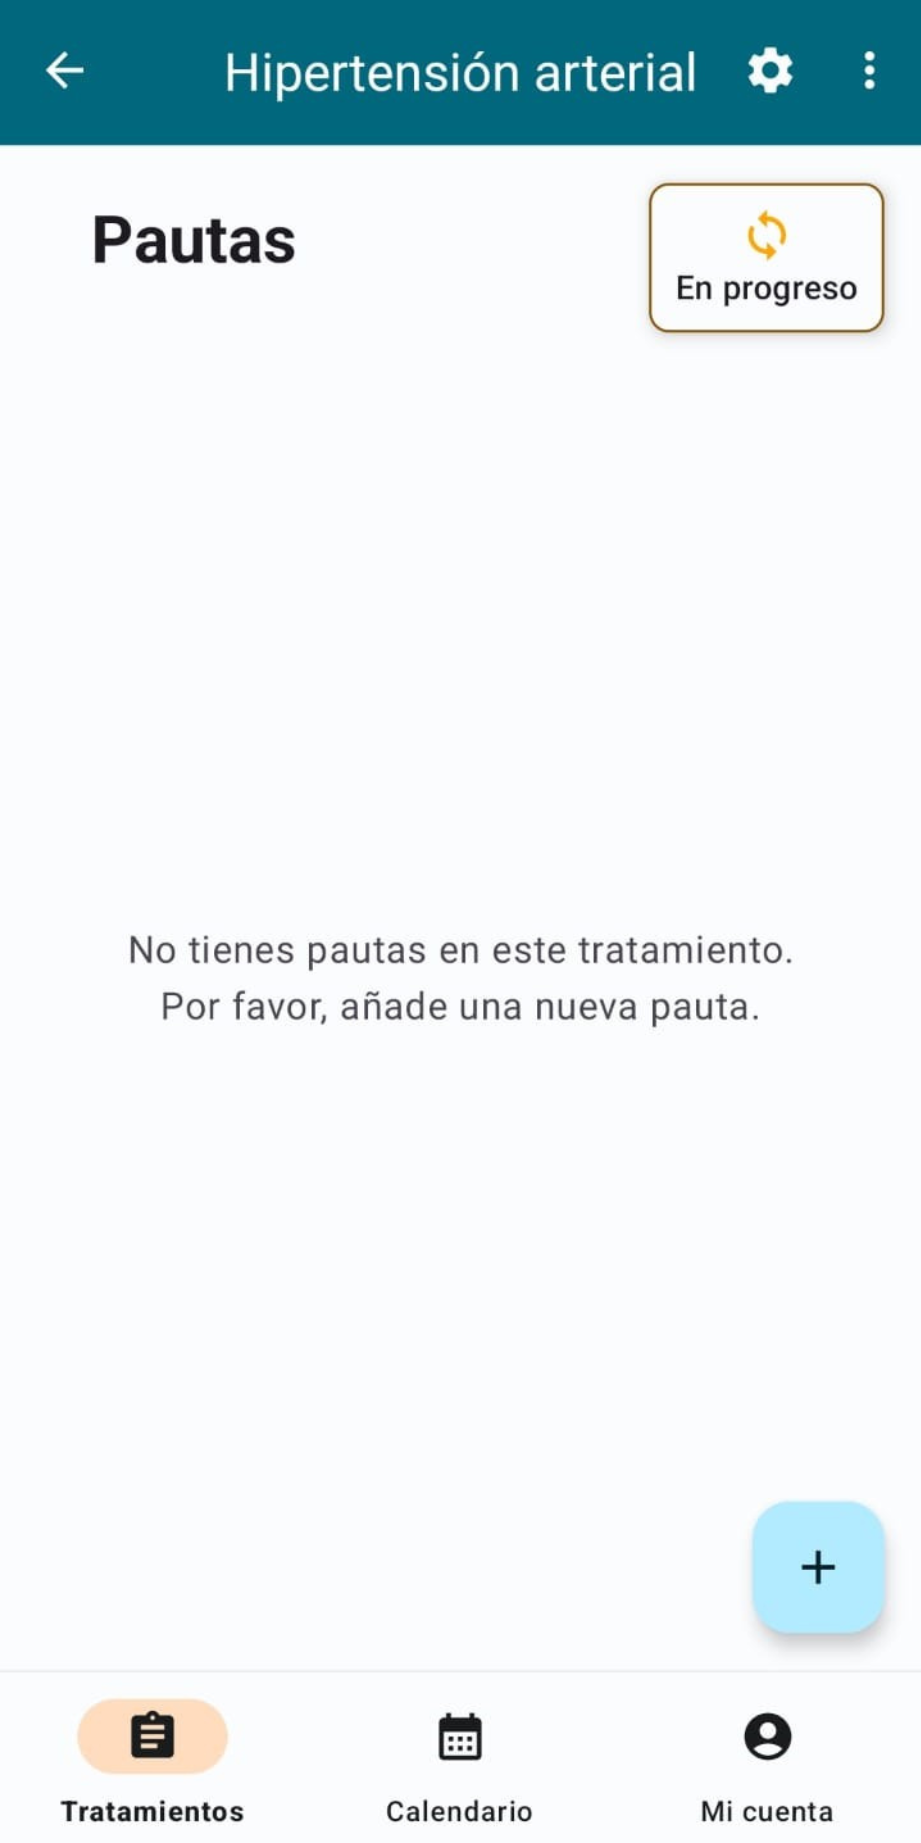 Hipertensión arterial
Pautas
En progreso
No tienes pautas en este tratamiento.
Por favor, añade una nueva pauta.
+
Tratamientos
Calendario
Mi cuenta